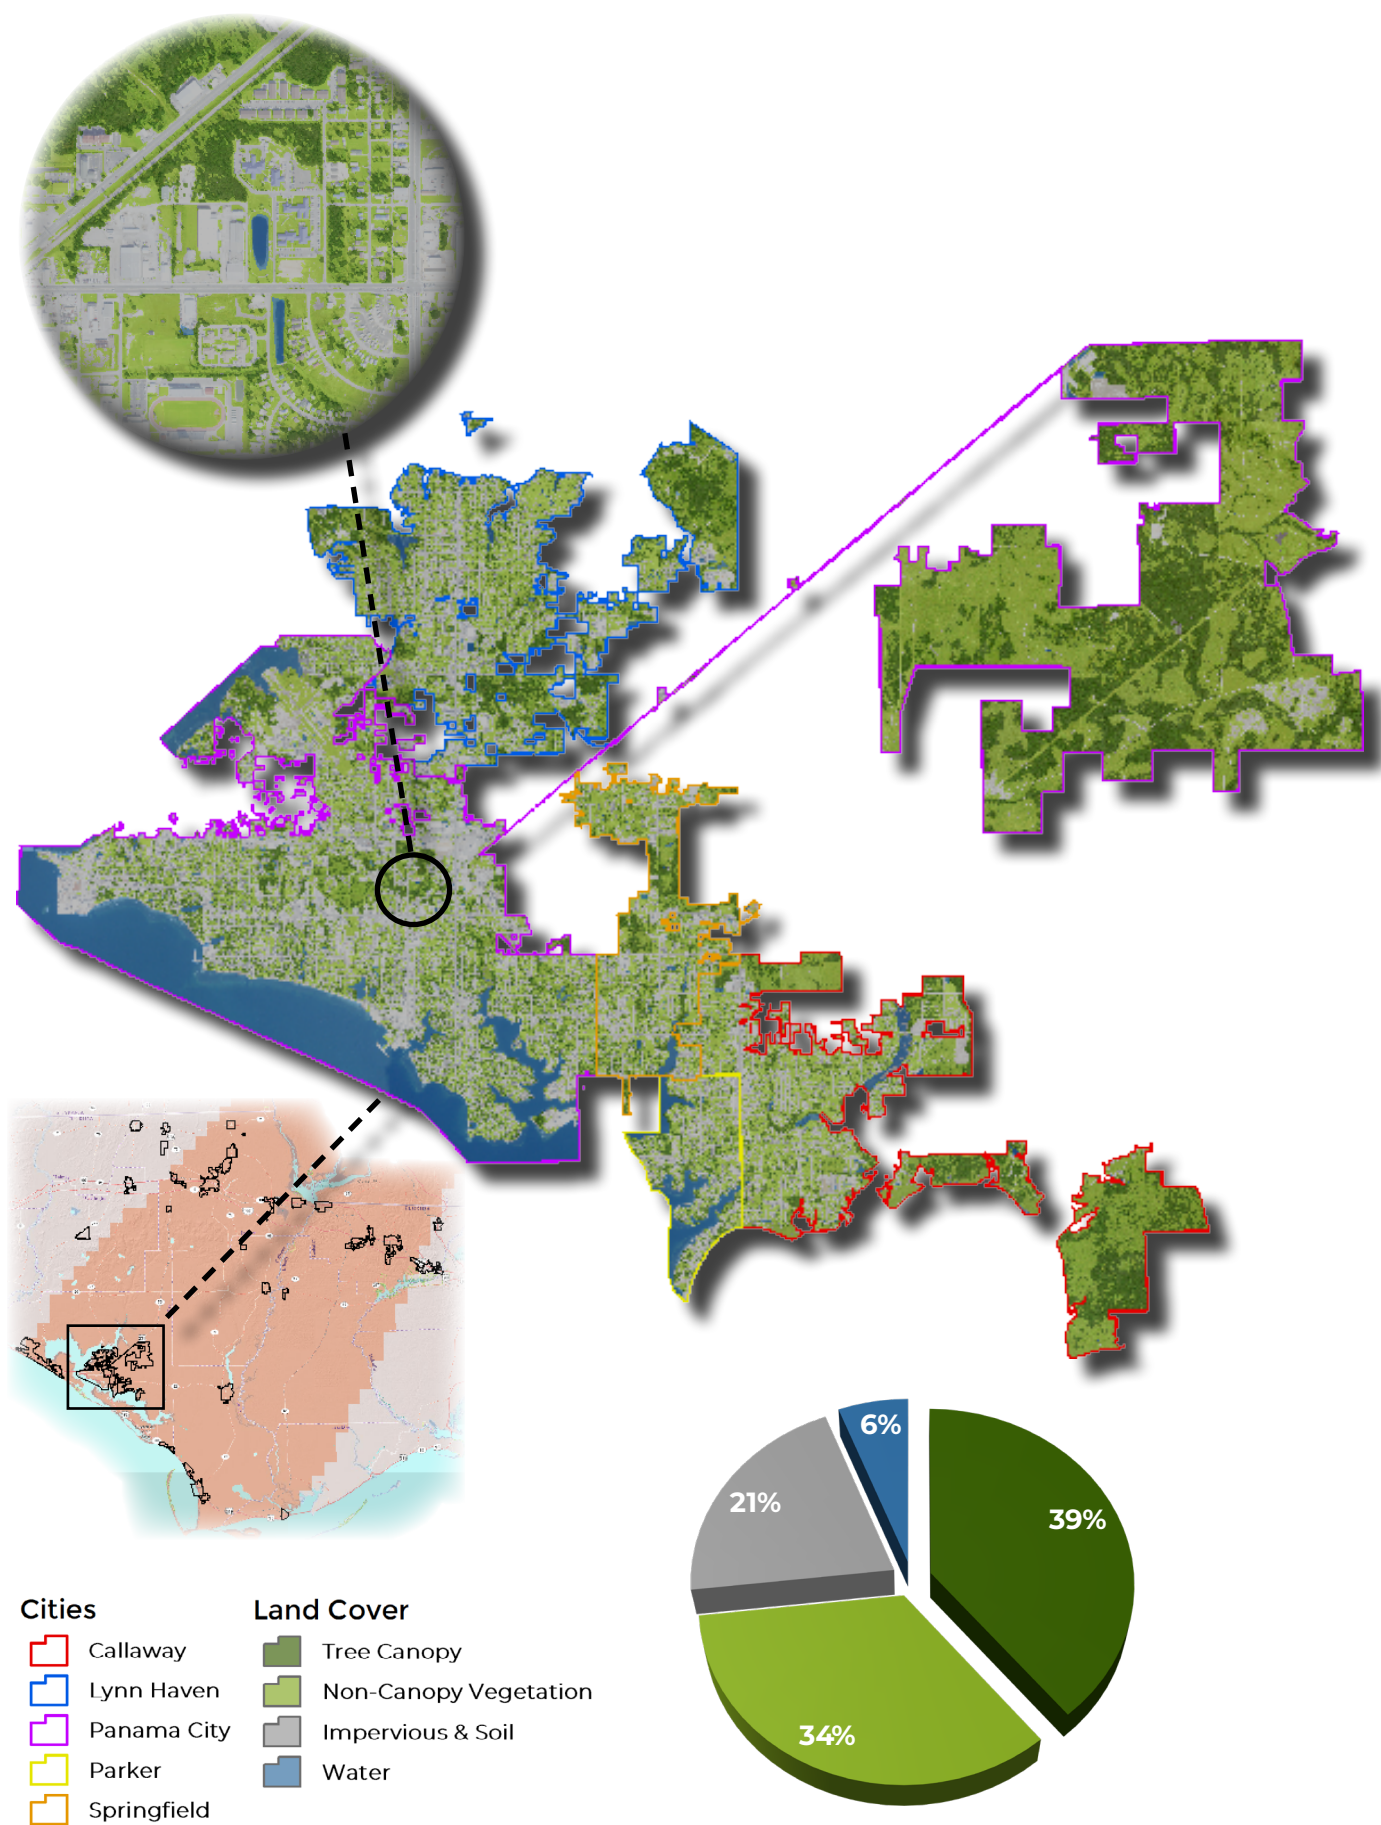 6%
39%
21%
34%
Cities
Callaway
Lynn Haven
Panama City
Parker
Springfield
Land Cover
Tree Canopy
Non-Canopy Vegetation
Impervious & Soil
Water